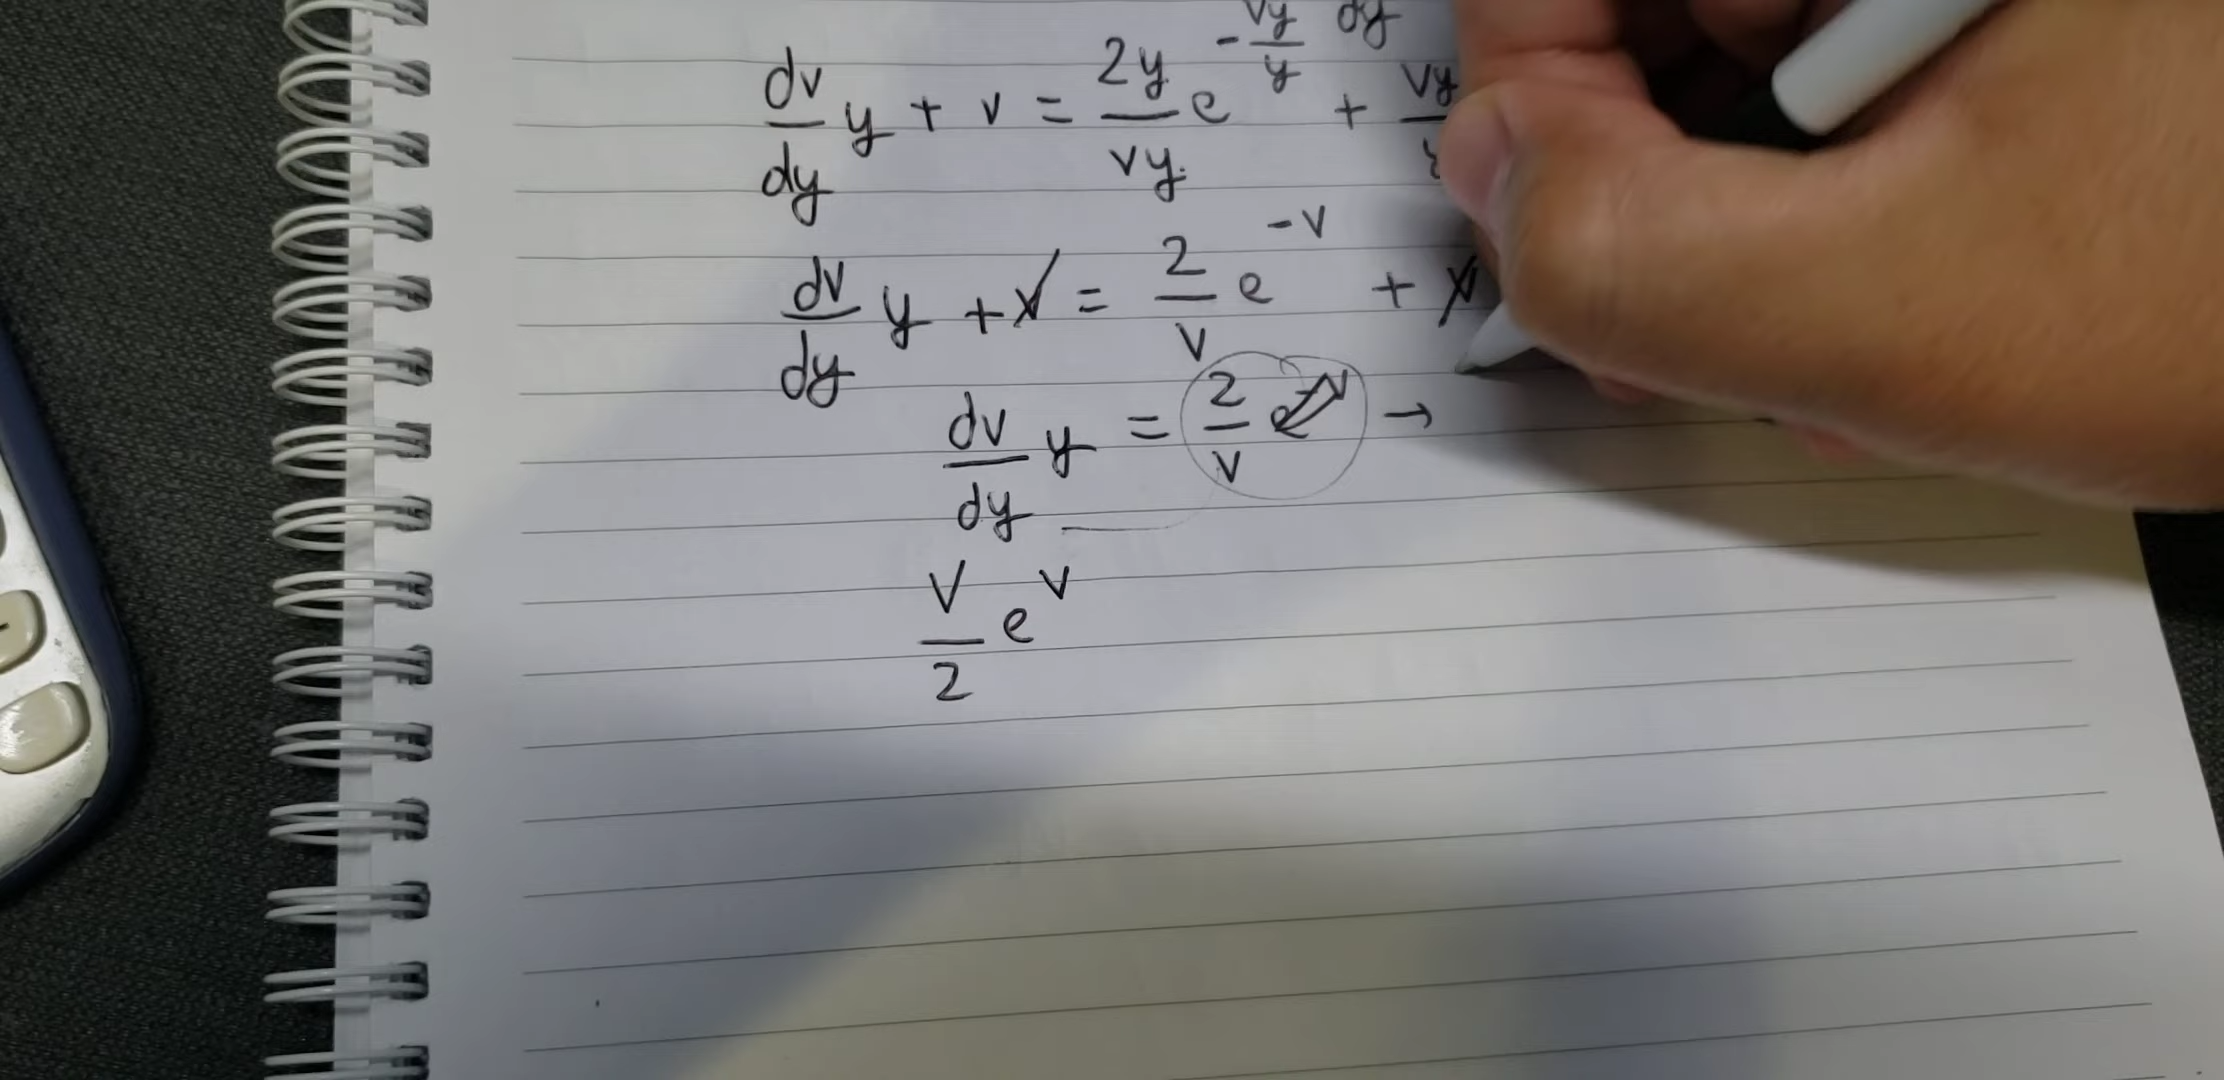 dv/dy y + v = 2y/vy e^(-vy/y) + vy
dv/dy y + v = 2/v e^(-v) + v
dv/dy y = 2/v e^(-v) →
v/2 e^v